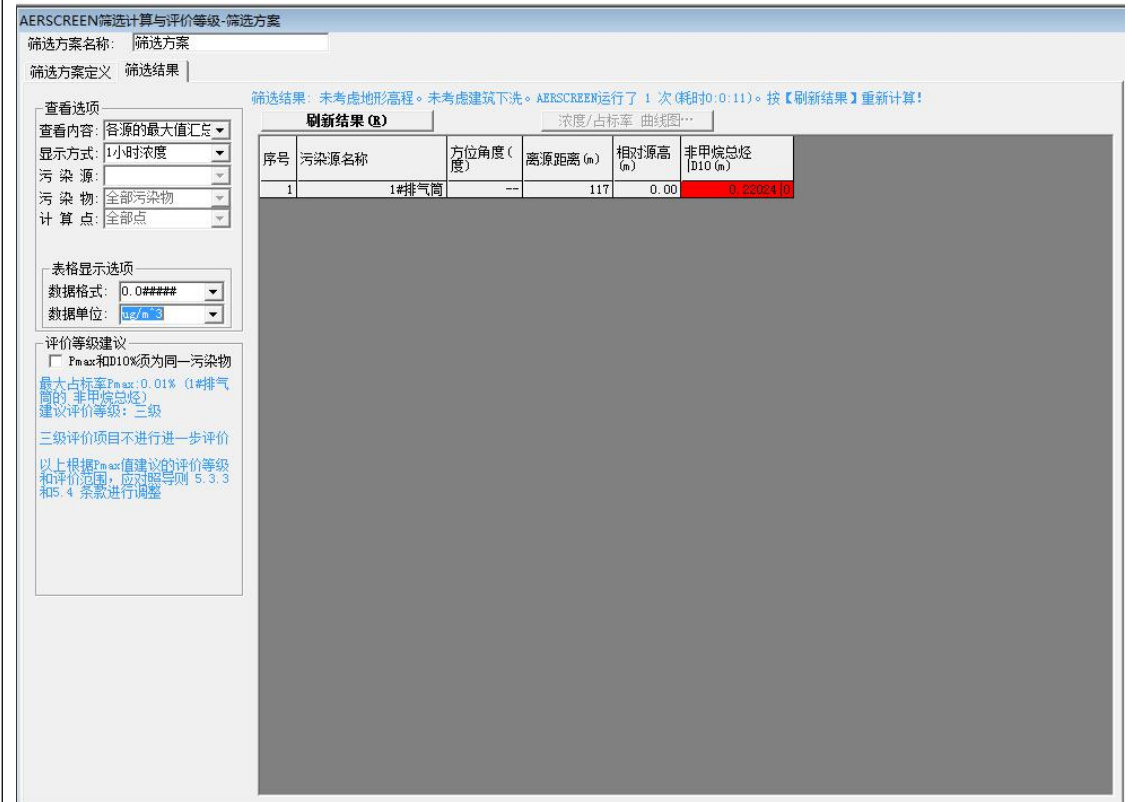 AERSCREEN筛选计算与评价等级-筛选方案
筛选方案名称: 筛选方案
筛选方案定义 筛选结果
查看选项
查看内容: 各源的最大值汇总
显示方式: 1小时浓度
污 染 源:
污 染 物: 全部污染物
计 算 点: 全部点
表格显示选项
数据格式: 0.0#####
数据单位: ug/m^3
评价等级建议
Pmax和D10%须为同一污染物
最大占标率Pmax:0.01% (1#排气
筒的 非甲烷总烃)
建议评价等级: 三级
三级评价项目不进行进一步评价
以上根据Pmax值建议的评价等级
和评价范围, 应对照导则 5.3.3
和5.4 条款进行调整
筛选结果: 未考虑地形高程。未考虑建筑下洗。AERSCREEN运行了 1 次(耗时0:0:11)。按【刷新结果】重新计算!
刷新结果(R) 浓度/占标率 曲线图…
序号 污染源名称 方位角度(度) 离源距离(m) 相对源高(m) 非甲烷总烃|D10(m)
1 1#排气筒 -- 117 0.00 0.22024|0